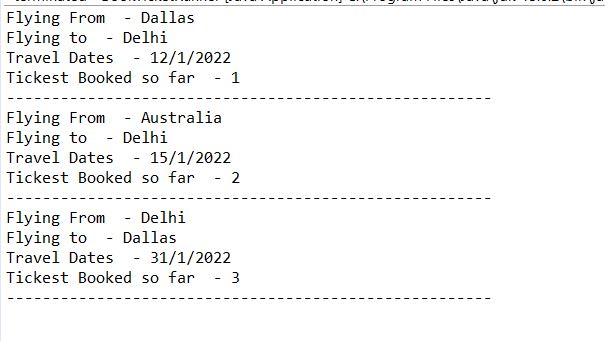 Flying From  - Dallas
Flying to  - Delhi
Travel Dates  - 12/1/2022
Tickest Booked so far  - 1
------------------------------------------------------
Flying From  - Australia
Flying to  - Delhi
Travel Dates  - 15/1/2022
Tickest Booked so far  - 2
------------------------------------------------------
Flying From  - Delhi
Flying to  - Dallas
Travel Dates  - 31/1/2022
Tickest Booked so far  - 3
------------------------------------------------------